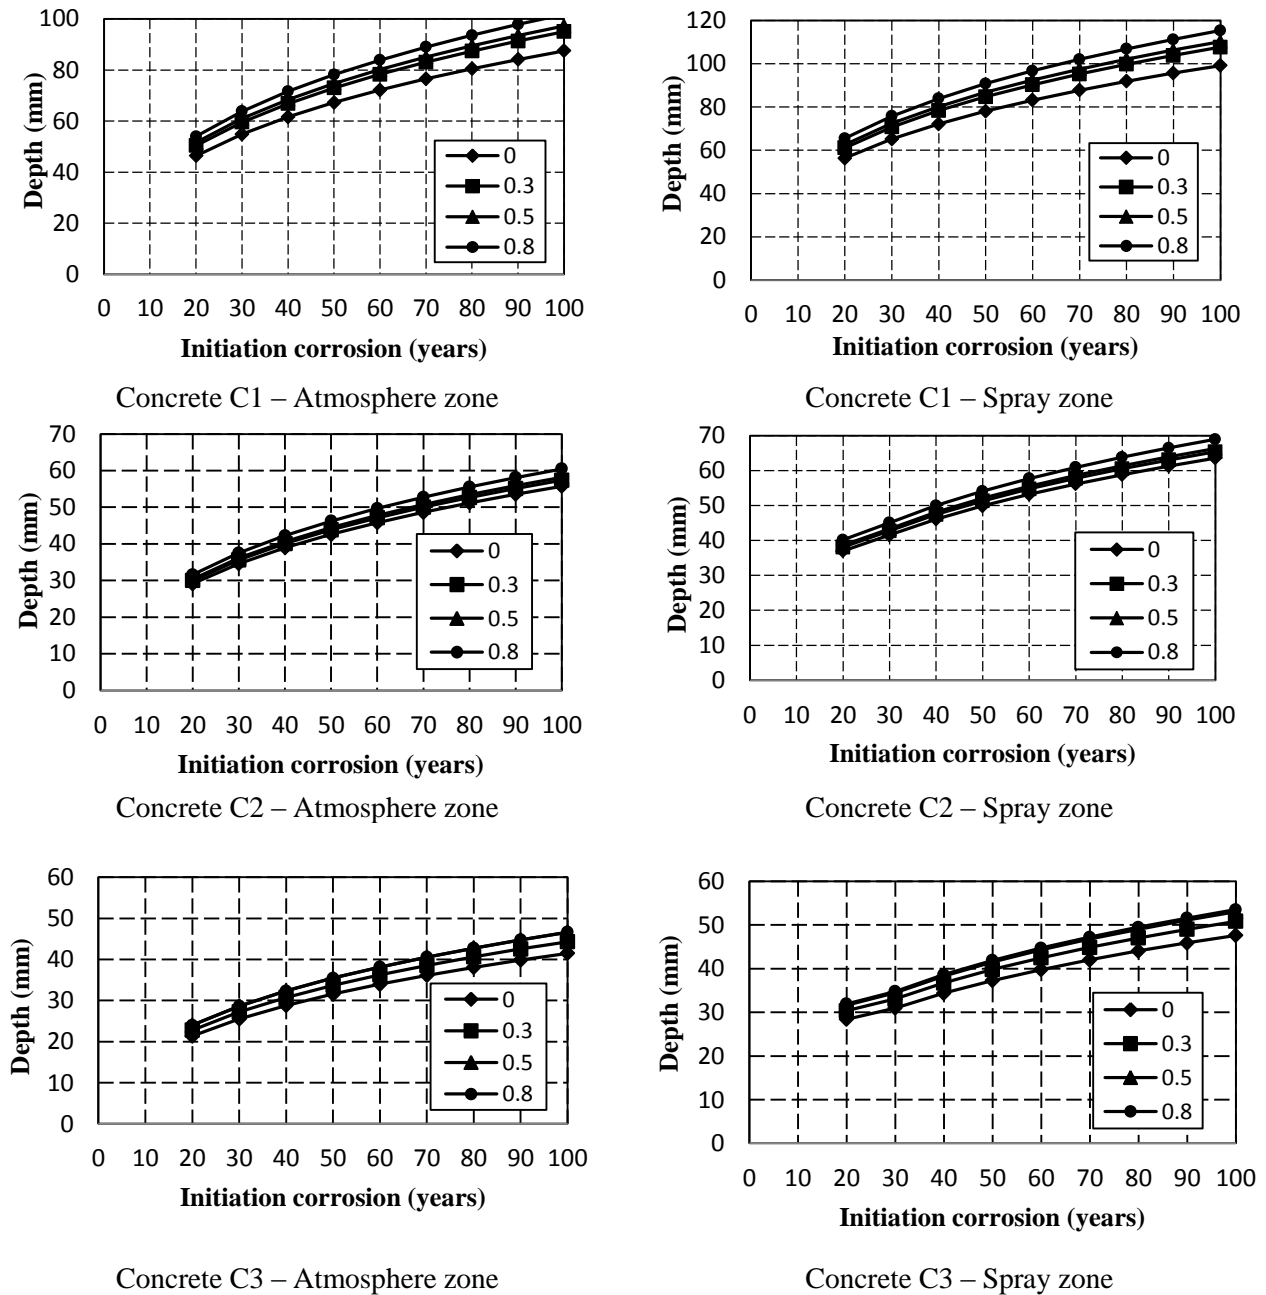 100
80
60
40
20
0
Depth (mm)
0
0.3
0.5
0.8
0 10 20 30 40 50 60 70 80 90 100
Initiation corrosion (years)
Concrete C1 – Atmosphere zone
120
100
80
60
40
20
0
Depth (mm)
0
0.3
0.5
0.8
0 10 20 30 40 50 60 70 80 90 100
Initiation corrosion (years)
Concrete C1 – Spray zone
70
60
50
40
30
20
10
0
Depth (mm)
0
0.3
0.5
0.8
0 10 20 30 40 50 60 70 80 90 100
Initiation corrosion (years)
Concrete C2 – Atmosphere zone
70
60
50
40
30
20
10
0
Depth (mm)
0
0.3
0.5
0.8
0 10 20 30 40 50 60 70 80 90 100
Initiation corrosion (years)
Concrete C2 – Spray zone
60
50
40
30
20
10
0
Depth (mm)
0
0.3
0.5
0.8
0 10 20 30 40 50 60 70 80 90 100
Initiation corrosion (years)
Concrete C3 – Atmosphere zone
60
50
40
30
20
10
0
Depth (mm)
0
0.3
0.5
0.8
0 10 20 30 40 50 60 70 80 90 100
Initiation corrosion (years)
Concrete C3 – Spray zone